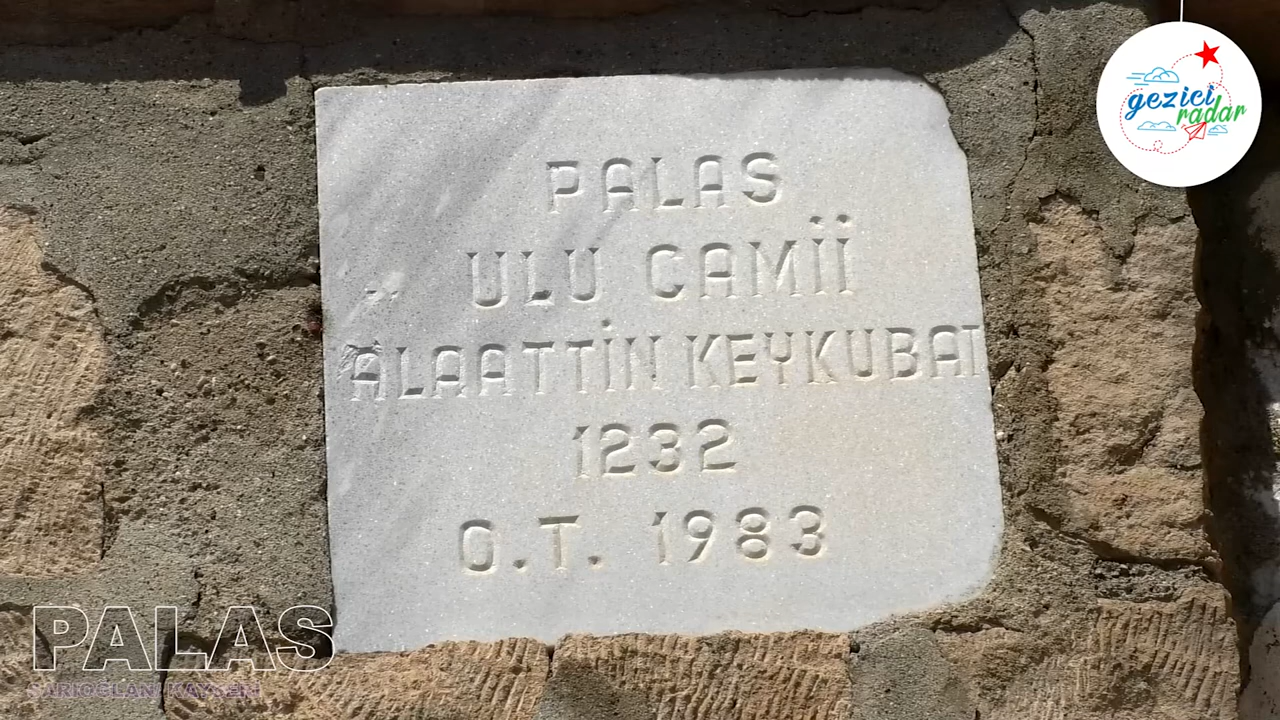 gezici
radar
PALAS
ULU CAMİİ
ALAATTİN KEYKUBAT
1232
O.T. 1983
PALAS
SARIOĞLAN / KAYSERİ